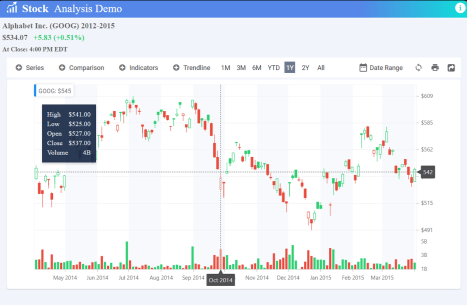 Stock Analysis Demo
Alphabet Inc. (GOOG) 2012-2015
$534.07 +5.83 (+0.51%)
At Close: 4:00 PM EDT
Series Comparison Indicators Trendline 1M 3M 6M YTD 1Y 2Y All Date Range
GOOG: $545
High $541.00
Low $525.00
Open $527.00
Close $537.00
Volume 4B
$609
$585
$562
542
$515
$491
5B
3B
1B
May 2014 Jun 2014 Jul 2014 Aug 2014 Sep 2014 Oct 2014 Nov 2014 Dec 2014 Jan 2015 Feb 2015 Mar 2015